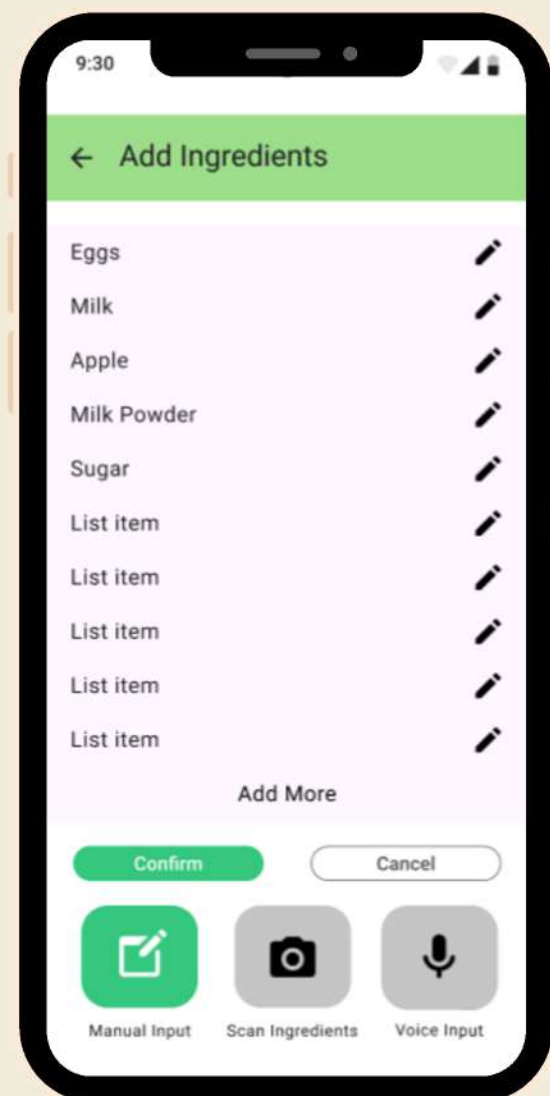 9:30
Add Ingredients
Eggs
Milk
Apple
Milk Powder
Sugar
List item
List item
List item
List item
List item
Add More
Confirm Cancel
Manual Input Scan Ingredients Voice Input